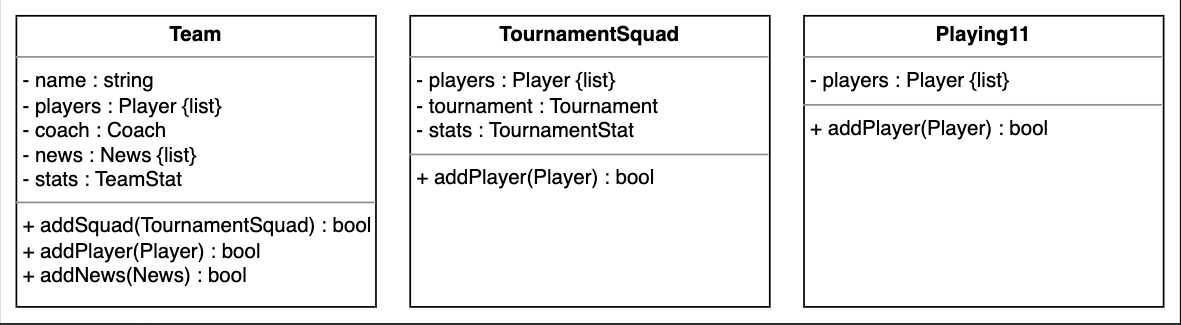 Team
- name : string
- players : Player {list}
- coach : Coach
- news : News {list}
- stats : TeamStat
+ addSquad(TournamentSquad) : bool
+ addPlayer(Player) : bool
+ addNews(News) : bool
TournamentSquad
- players : Player {list}
- tournament : Tournament
- stats : TournamentStat
+ addPlayer(Player) : bool
Playing11
- players : Player {list}
+ addPlayer(Player) : bool